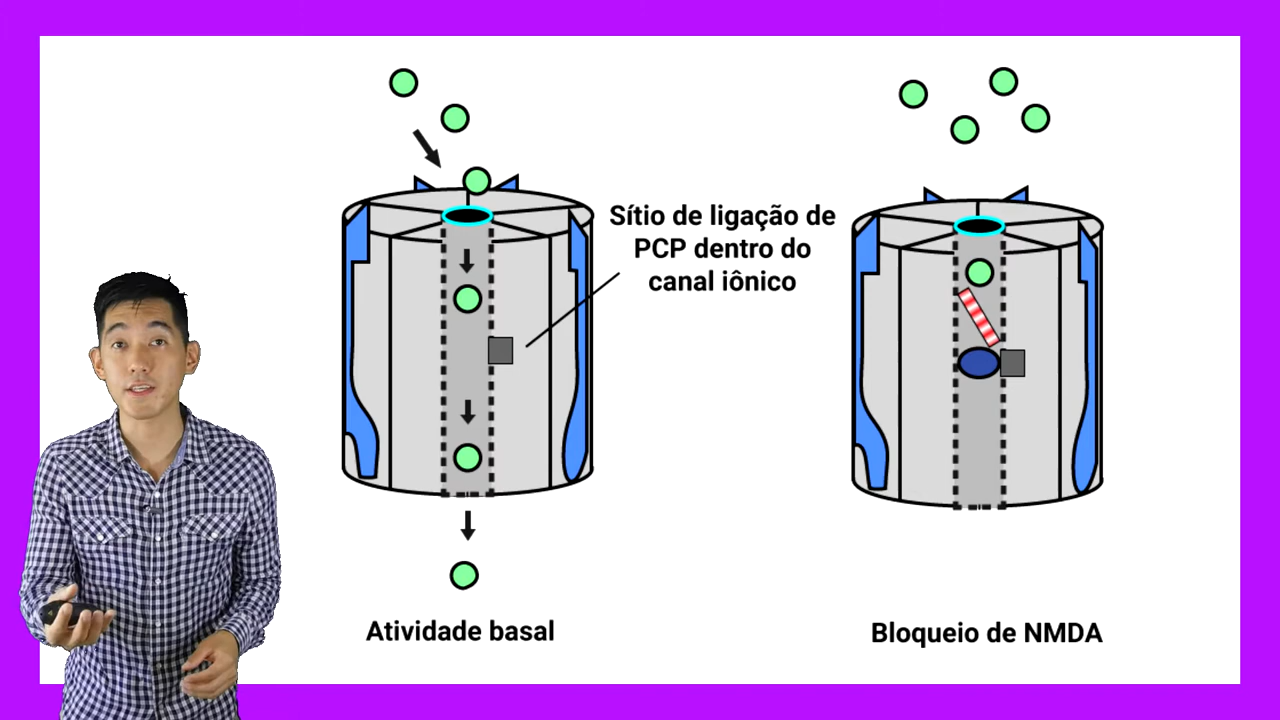 Sítio de ligação de
PCP dentro do
canal iônico
Atividade basal
Bloqueio de NMDA